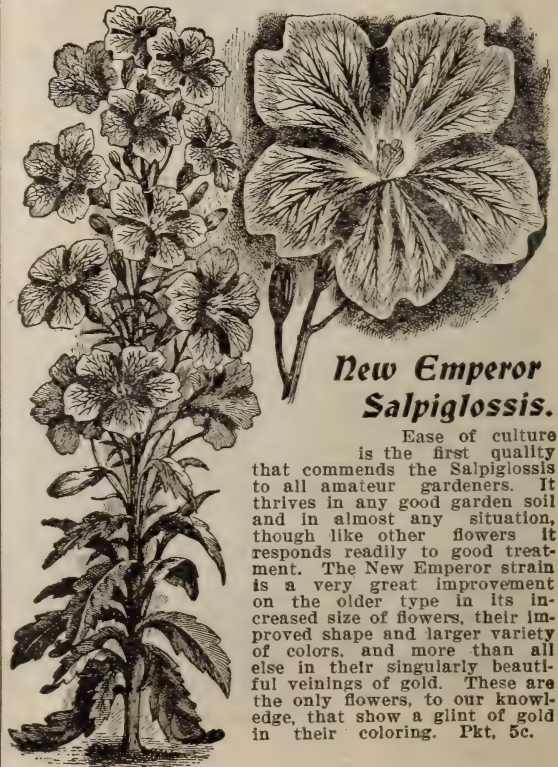 New Emperor
Salpiglossis.
Ease of culture
is the first quality
that commends the Salpiglossis
to all amateur gardeners. It
thrives in any good garden soil
and in almost any situation,
though like other flowers it
responds readily to good treat-
ment. The New Emperor strain
is a very great improvement
on the older type in its in-
creased size of flowers, their im-
proved shape and larger variety
of colors, and more than all
else in their singularly beauti-
ful veinings of gold. These are
the only flowers, to our knowl-
edge, that show a glint of gold
in their coloring. Pkt, 5c.